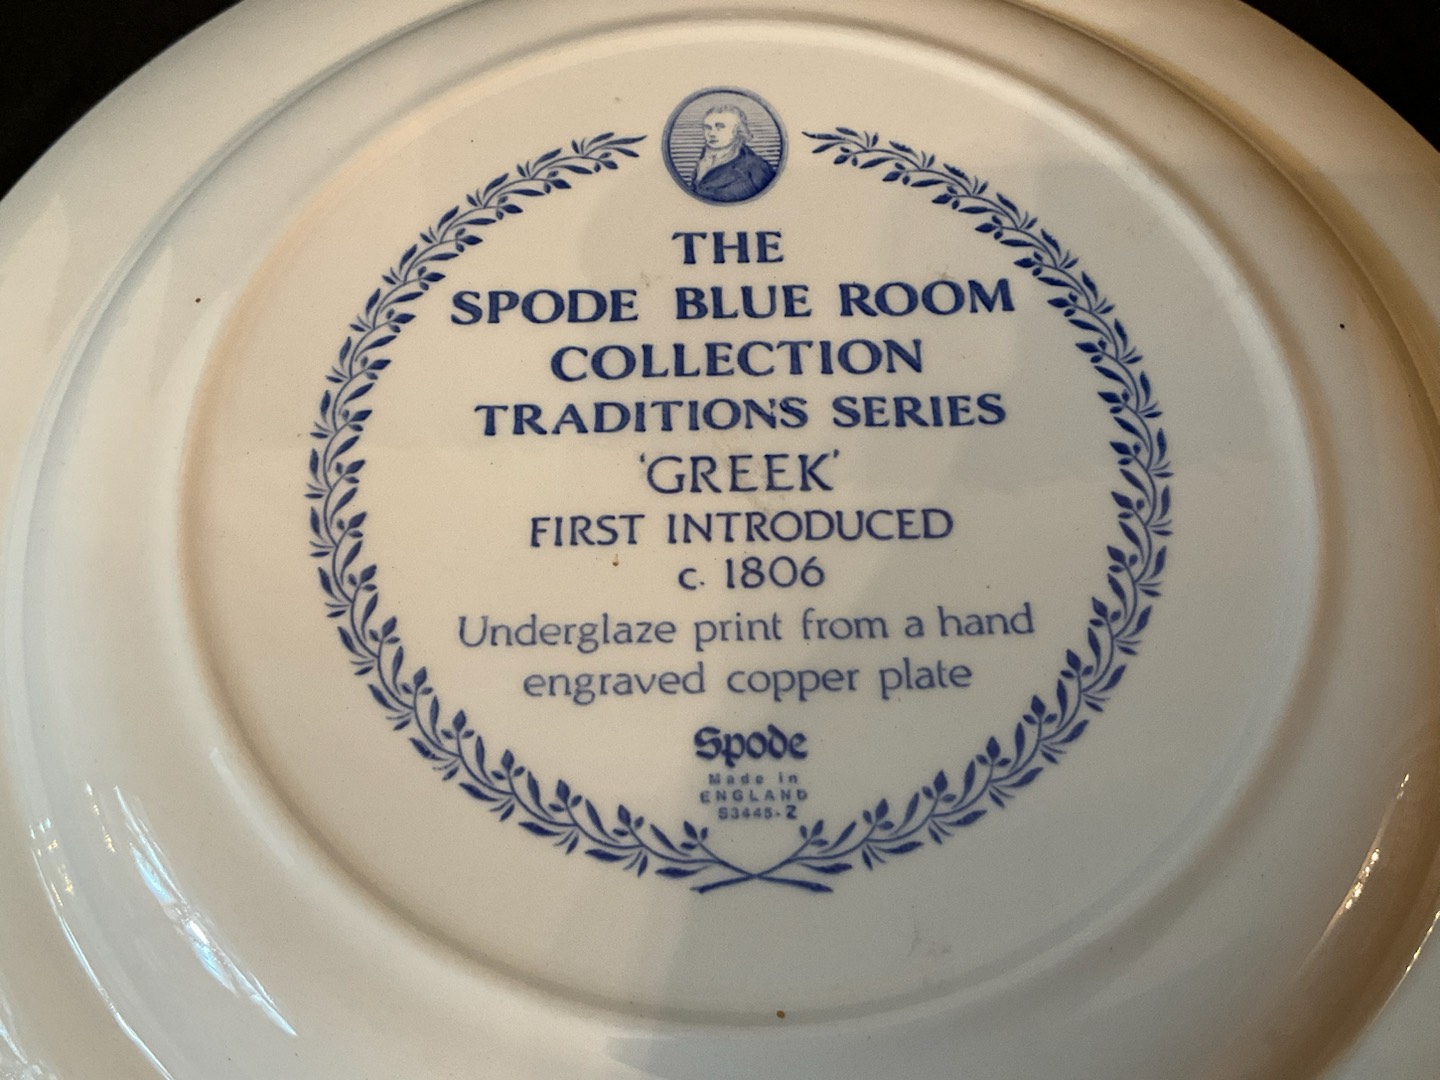 THE
SPODE BLUE ROOM
COLLECTION
TRADITIONS SERIES
'GREEK'
FIRST INTRODUCED
c. 1806
Underglaze print from a hand
engraved copper plate
Spode
Made in
ENGLAND
S3445-Z